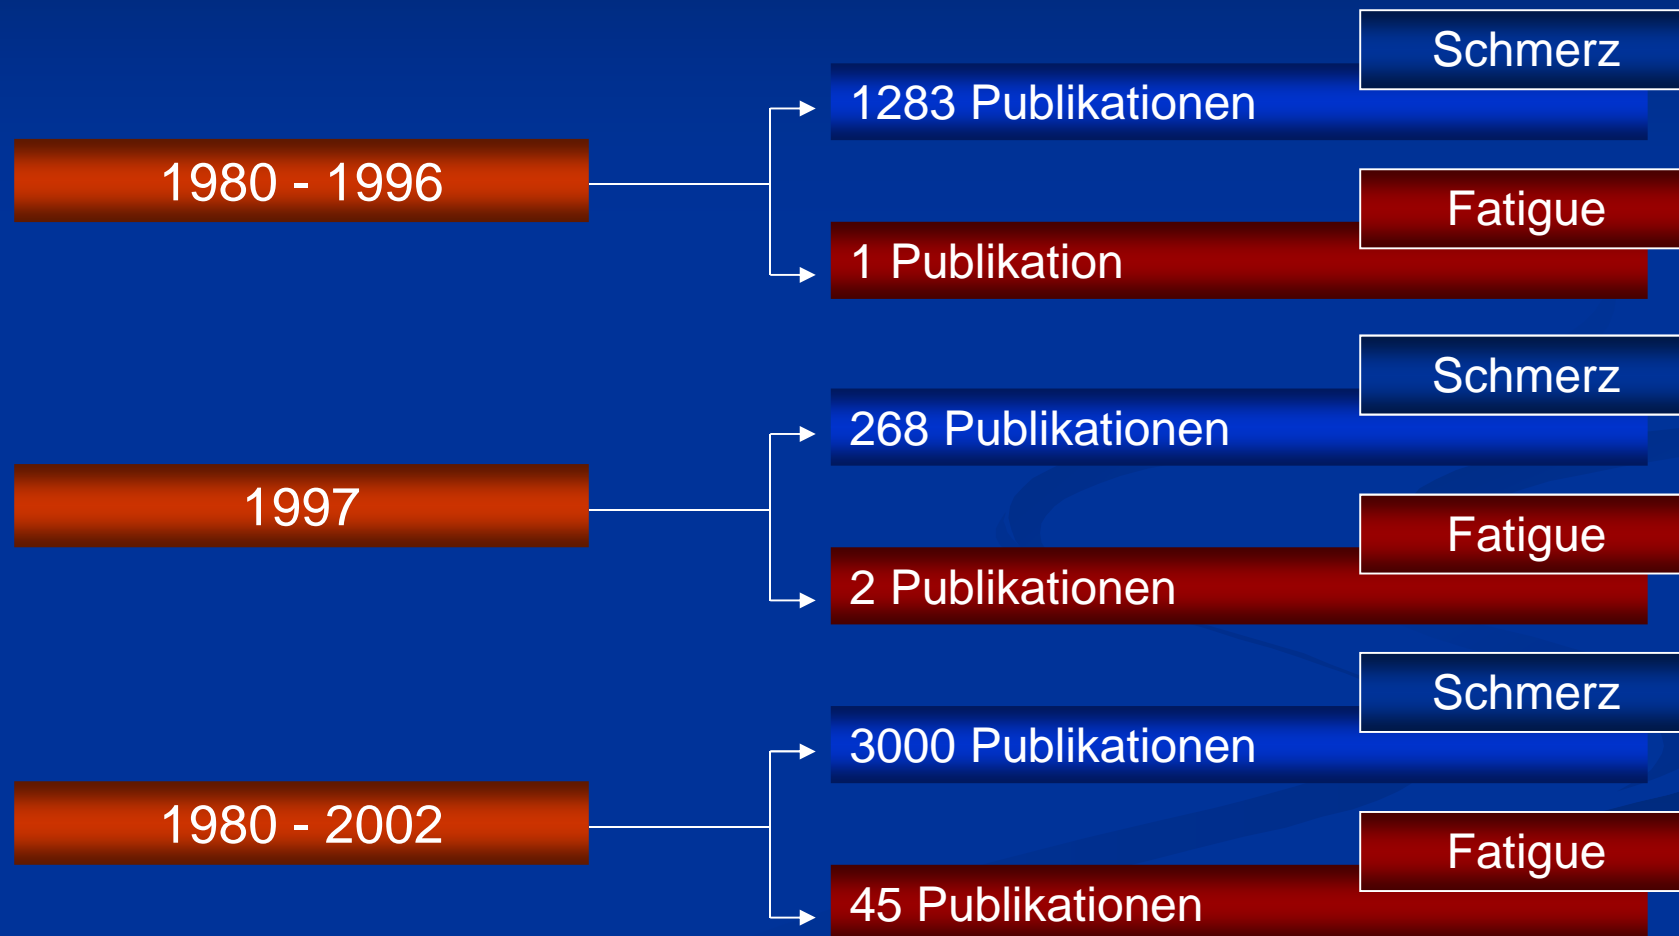 Schmerz
1283 Publikationen
1980 - 1996
Fatigue
1 Publikation
Schmerz
268 Publikationen
1997
Fatigue
2 Publikationen
Schmerz
3000 Publikationen
1980 - 2002
Fatigue
45 Publikationen